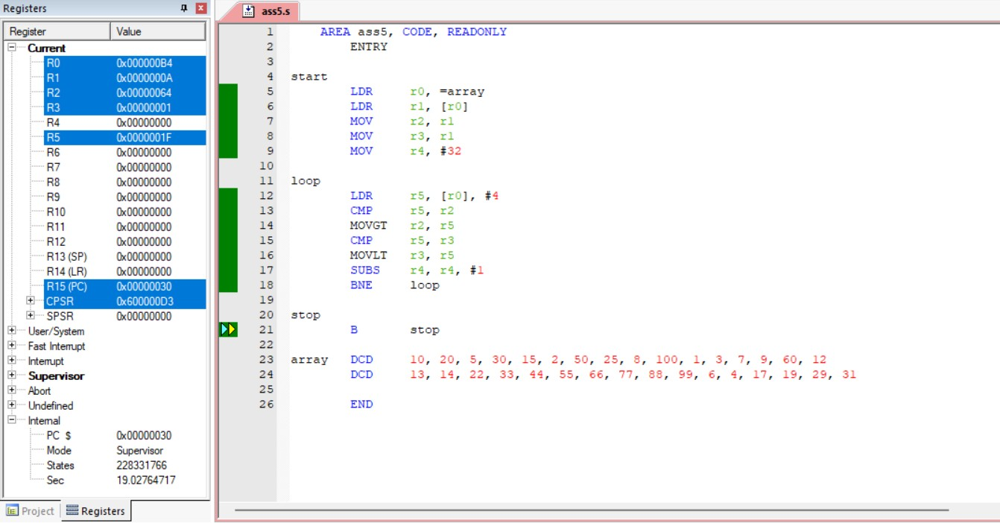 Registers
Register Value
Current
R0 0x000000B4
R1 0x0000000A
R2 0x00000064
R3 0x00000001
R4 0x00000000
R5 0x0000001F
R6 0x00000000
R7 0x00000000
R8 0x00000000
R9 0x00000000
R10 0x00000000
R11 0x00000000
R12 0x00000000
R13 (SP) 0x00000000
R14 (LR) 0x00000000
R15 (PC) 0x00000030
CPSR 0x600000D3
SPSR 0x00000000
User/System
Fast Interrupt
Interrupt
Supervisor
Abort
Undefined
Internal
PC $ 0x00000030
Mode Supervisor
States 228331766
Sec 19.02764717
Project Registers
ass5.s
1 AREA ass5, CODE, READONLY
2 ENTRY
3
4 start
5 LDR r0, =array
6 LDR r1, [r0]
7 MOV r2, r1
8 MOV r3, r1
9 MOV r4, #32
10
11 loop
12 LDR r5, [r0], #4
13 CMP r5, r2
14 MOVGT r2, r5
15 CMP r5, r3
16 MOVLT r3, r5
17 SUBS r4, r4, #1
18 BNE loop
19
20 stop
21 B stop
22
23 array DCD 10, 20, 5, 30, 15, 2, 50, 25, 8, 100, 1, 3, 7, 9, 60, 12
24 DCD 13, 14, 22, 33, 44, 55, 66, 77, 88, 99, 6, 4, 17, 19, 29, 31
25
26 END